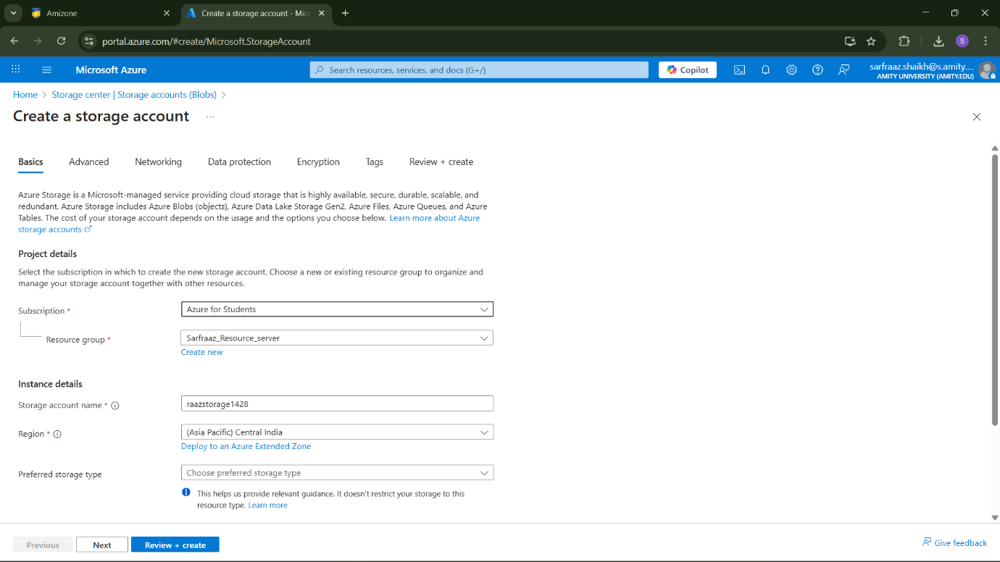 Amizone
Create a storage account - Micr
portal.azure.com/#create/Microsoft.StorageAccount
S
Microsoft Azure
Search resources, services, and docs (G+/)
Copilot
sarfraaz.shaikh@s.amity....
AMITY UNIVERSITY (AMITY.EDU)
Home > Storage center | Storage accounts (Blobs) >
Create a storage account ...
Basics Advanced Networking Data protection Encryption Tags Review + create
Azure Storage is a Microsoft-managed service providing cloud storage that is highly available, secure, durable, scalable, and
redundant. Azure Storage includes Azure Blobs (objects), Azure Data Lake Storage Gen2, Azure Files, Azure Queues, and Azure
Tables. The cost of your storage account depends on the usage and the options you choose below. Learn more about Azure
storage accounts
Project details
Select the subscription in which to create the new storage account. Choose a new or existing resource group to organize and
manage your storage account together with other resources.
Subscription * Azure for Students
Resource group * Sarfraaz_Resource_server
Create new
Instance details
Storage account name * raazstorage1428
Region * (Asia Pacific) Central India
Deploy to an Azure Extended Zone
Preferred storage type Choose preferred storage type
This helps us provide relevant guidance. It doesn't restrict your storage to this
resource type. Learn more
Previous Next Review + create Give feedback